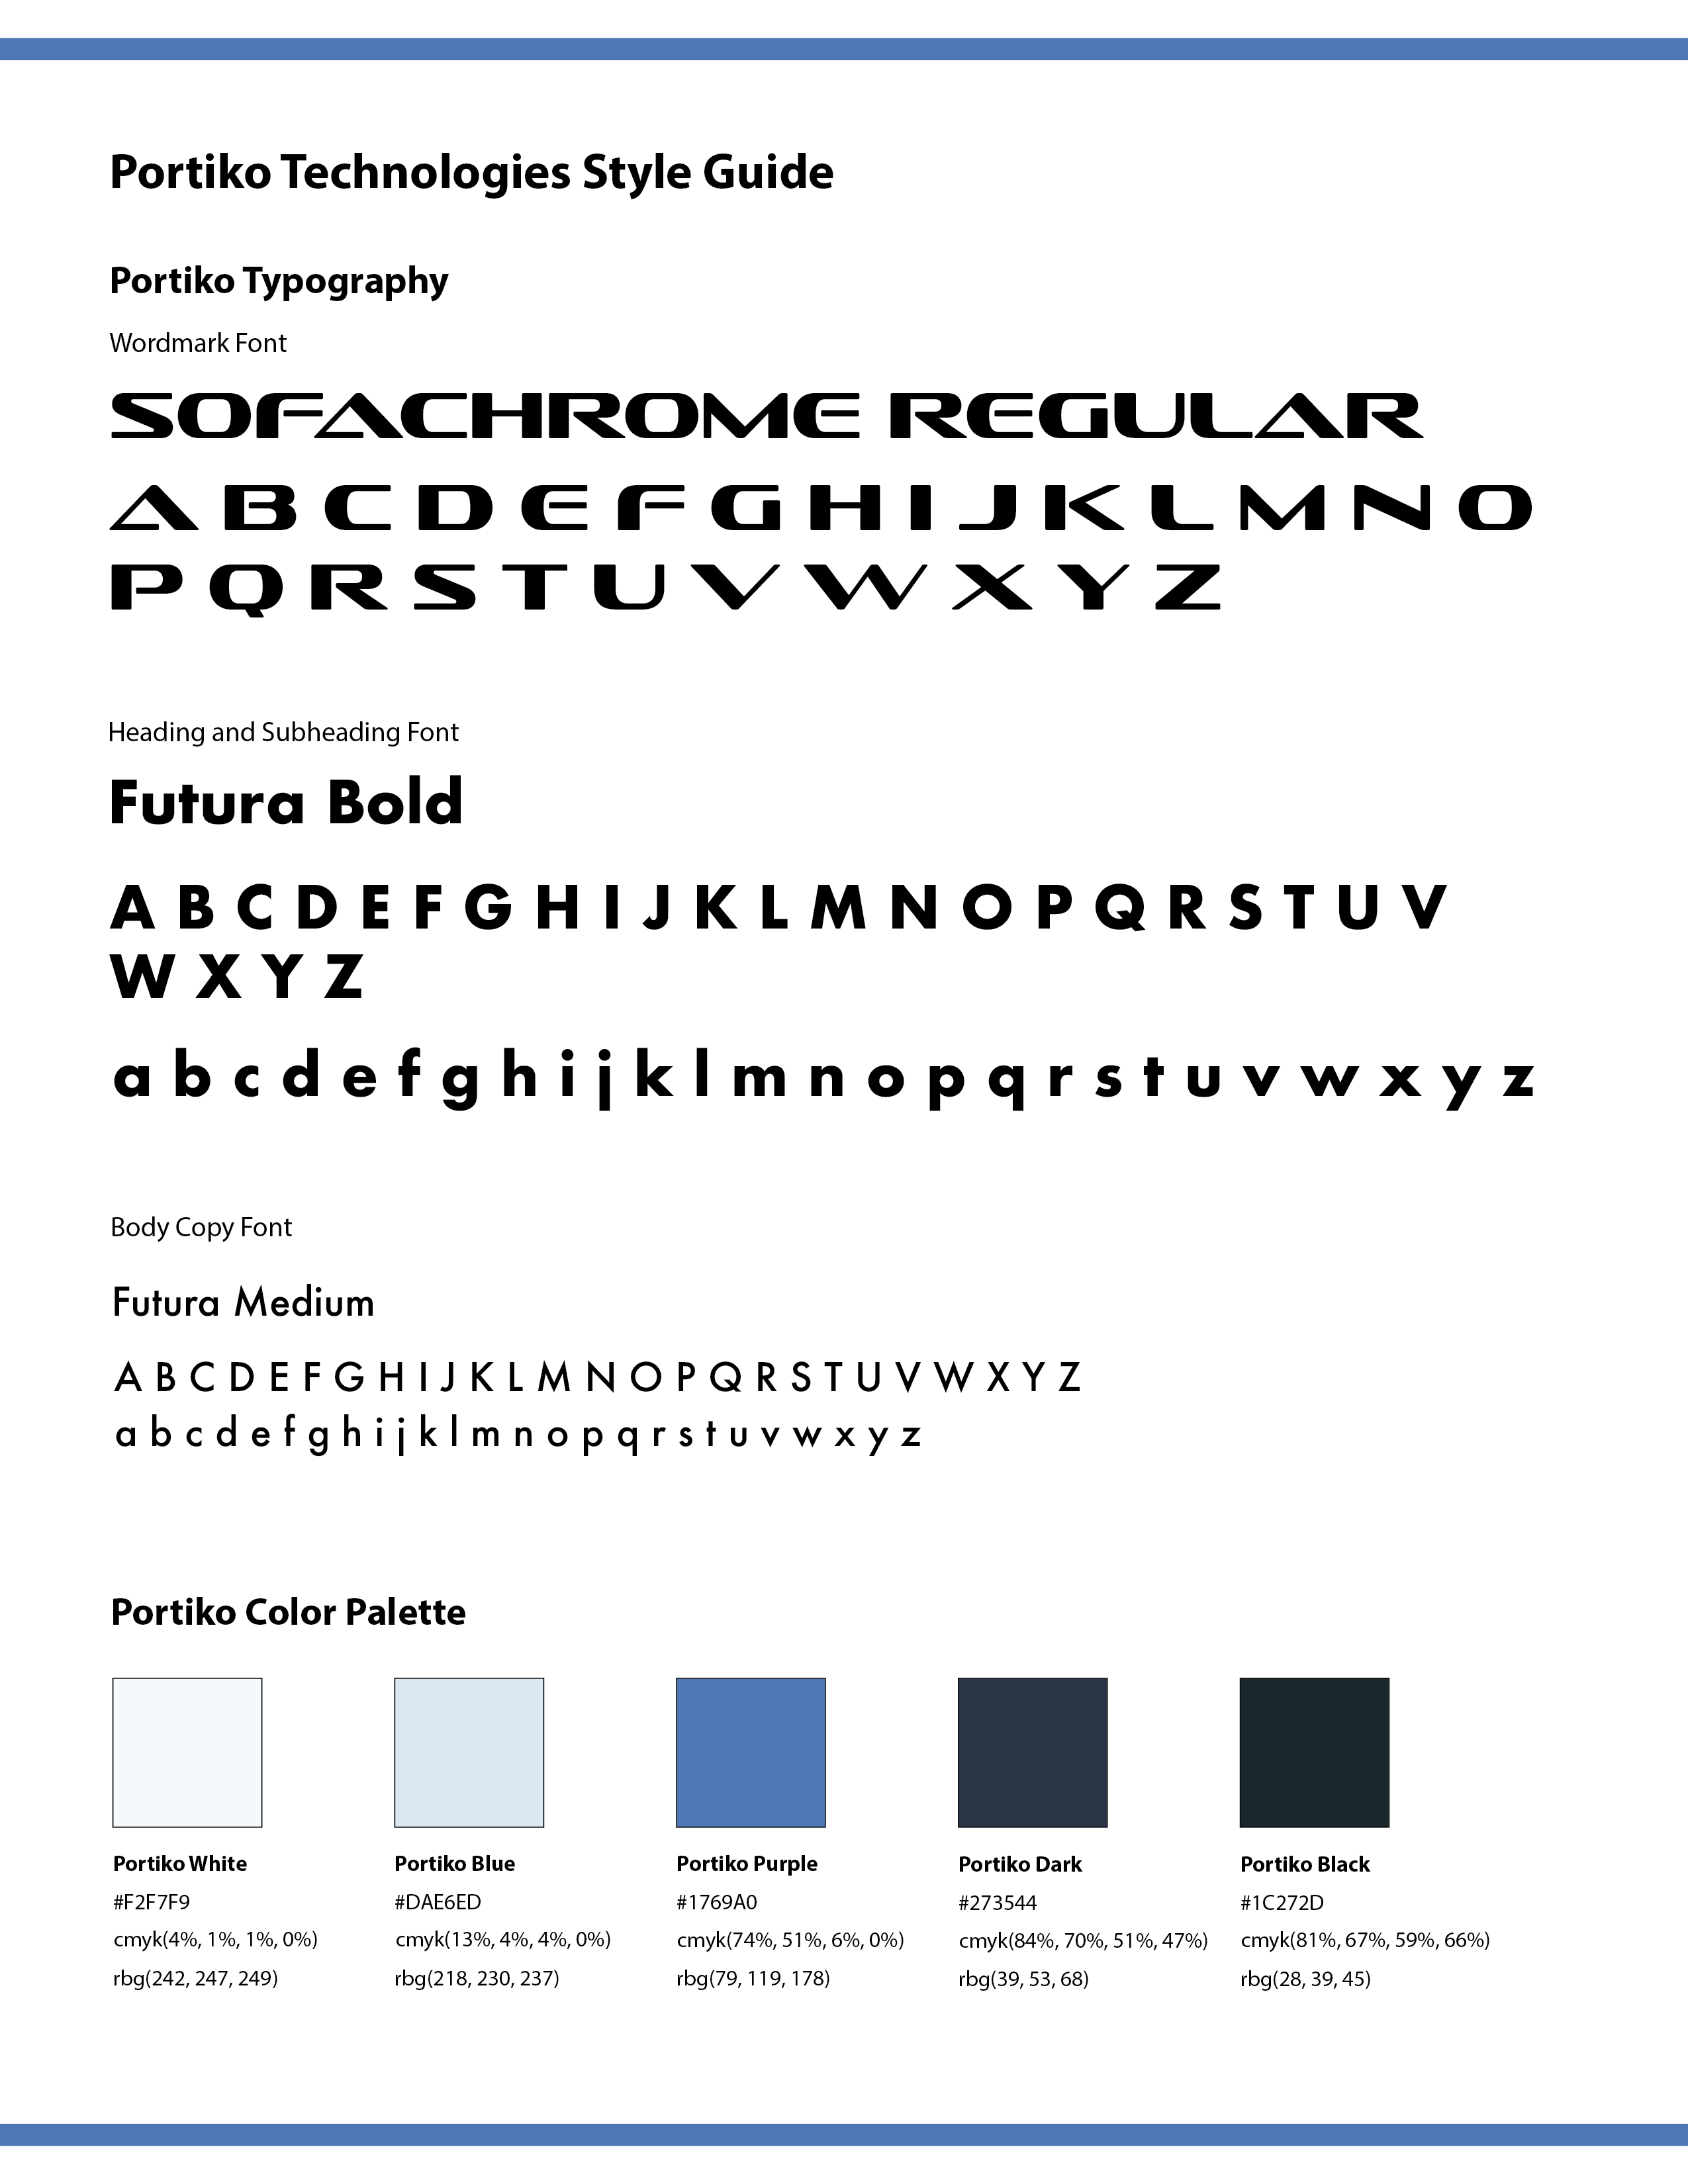 Portiko Technologies Style Guide
Portiko Typography
Wordmark Font
SOFACHROME REGULAR
A B C D E F G H I J K L M N O
P Q R S T U V W X Y Z
Heading and Subheading Font
Futura Bold
A B C D E F G H I J K L M N O P Q R S T U V
W X Y Z
a b c d e f g h i j k l m n o p q r s t u v w x y z
Body Copy Font
Futura Medium
A B C D E F G H I J K L M N O P Q R S T U V W X Y Z
a b c d e f g h i j k l m n o p q r s t u v w x y z
Portiko Color Palette
Portiko White
#F2F7F9
cmyk(4%, 1%, 1%, 0%)
rbg(242, 247, 249)
Portiko Blue
#DAE6ED
cmyk(13%, 4%, 4%, 0%)
rbg(218, 230, 237)
Portiko Purple
#1769A0
cmyk(74%, 51%, 6%, 0%)
rbg(79, 119, 178)
Portiko Dark
#273544
cmyk(84%, 70%, 51%, 47%)
rbg(39, 53, 68)
Portiko Black
#1C272D
cmyk(81%, 67%, 59%, 66%)
rbg(28, 39, 45)